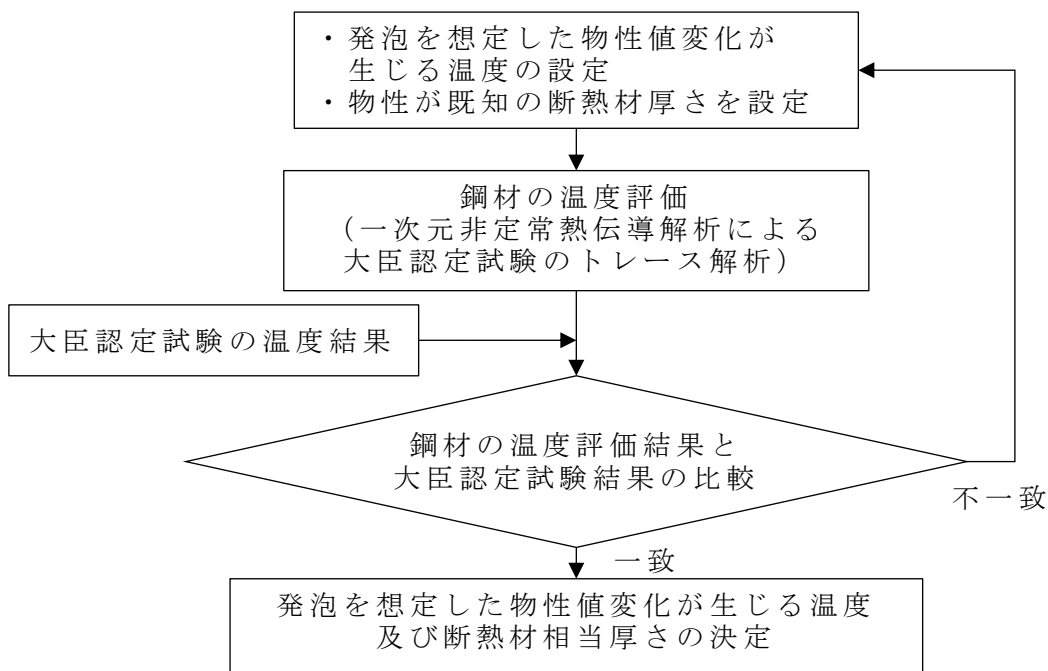 ・発泡を想定した物性値変化が
生じる温度の設定
・物性が既知の断熱材厚さを設定
鋼材の温度評価
(一次元非定常熱伝導解析による
大臣認定試験のトレース解析)
大臣認定試験の温度結果
鋼材の温度評価結果と
大臣認定試験結果の比較
不一致
一致
発泡を想定した物性値変化が生じる温度
及び断熱材相当厚さの決定